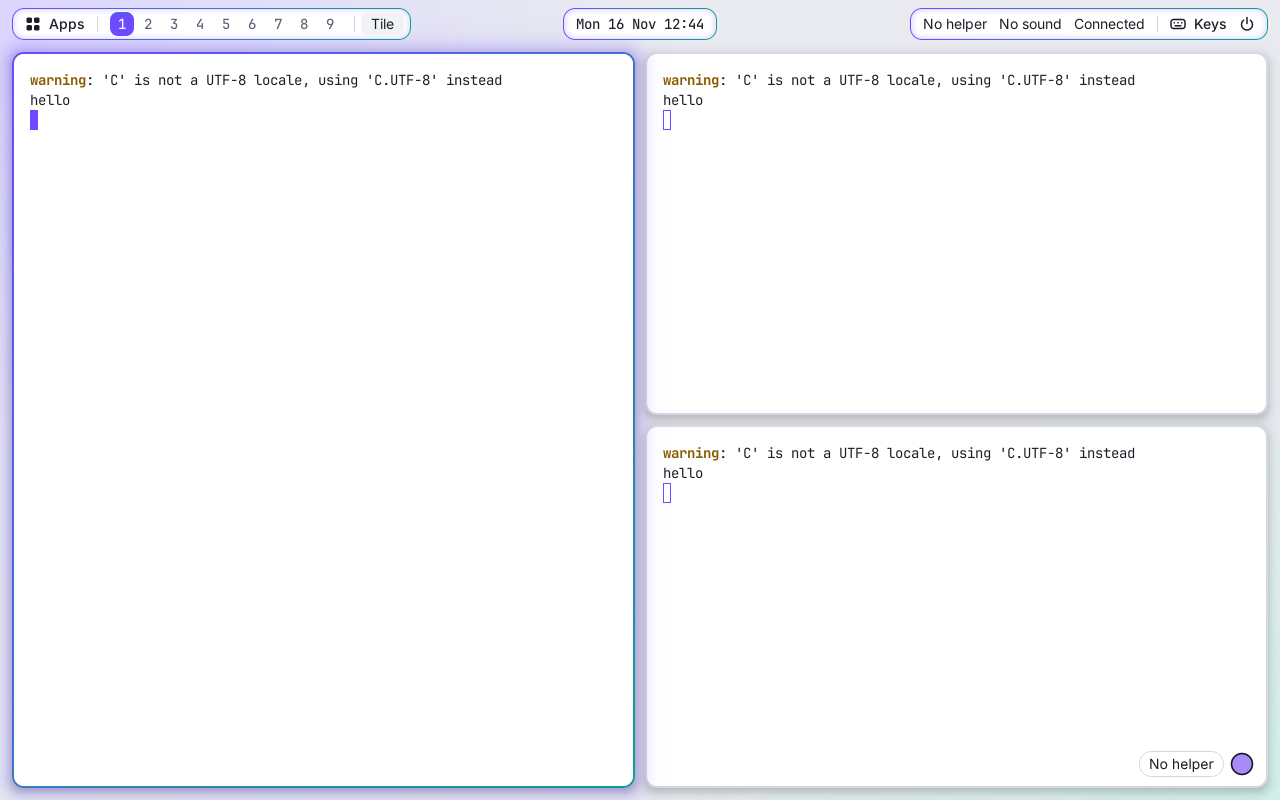 Apps 1 2 3 4 5 6 7 8 9 Tile
Mon 16 Nov 12:44
No helper No sound Connected Keys
warning: 'C' is not a UTF-8 locale, using 'C.UTF-8' instead
hello
warning: 'C' is not a UTF-8 locale, using 'C.UTF-8' instead
hello
warning: 'C' is not a UTF-8 locale, using 'C.UTF-8' instead
hello
No helper